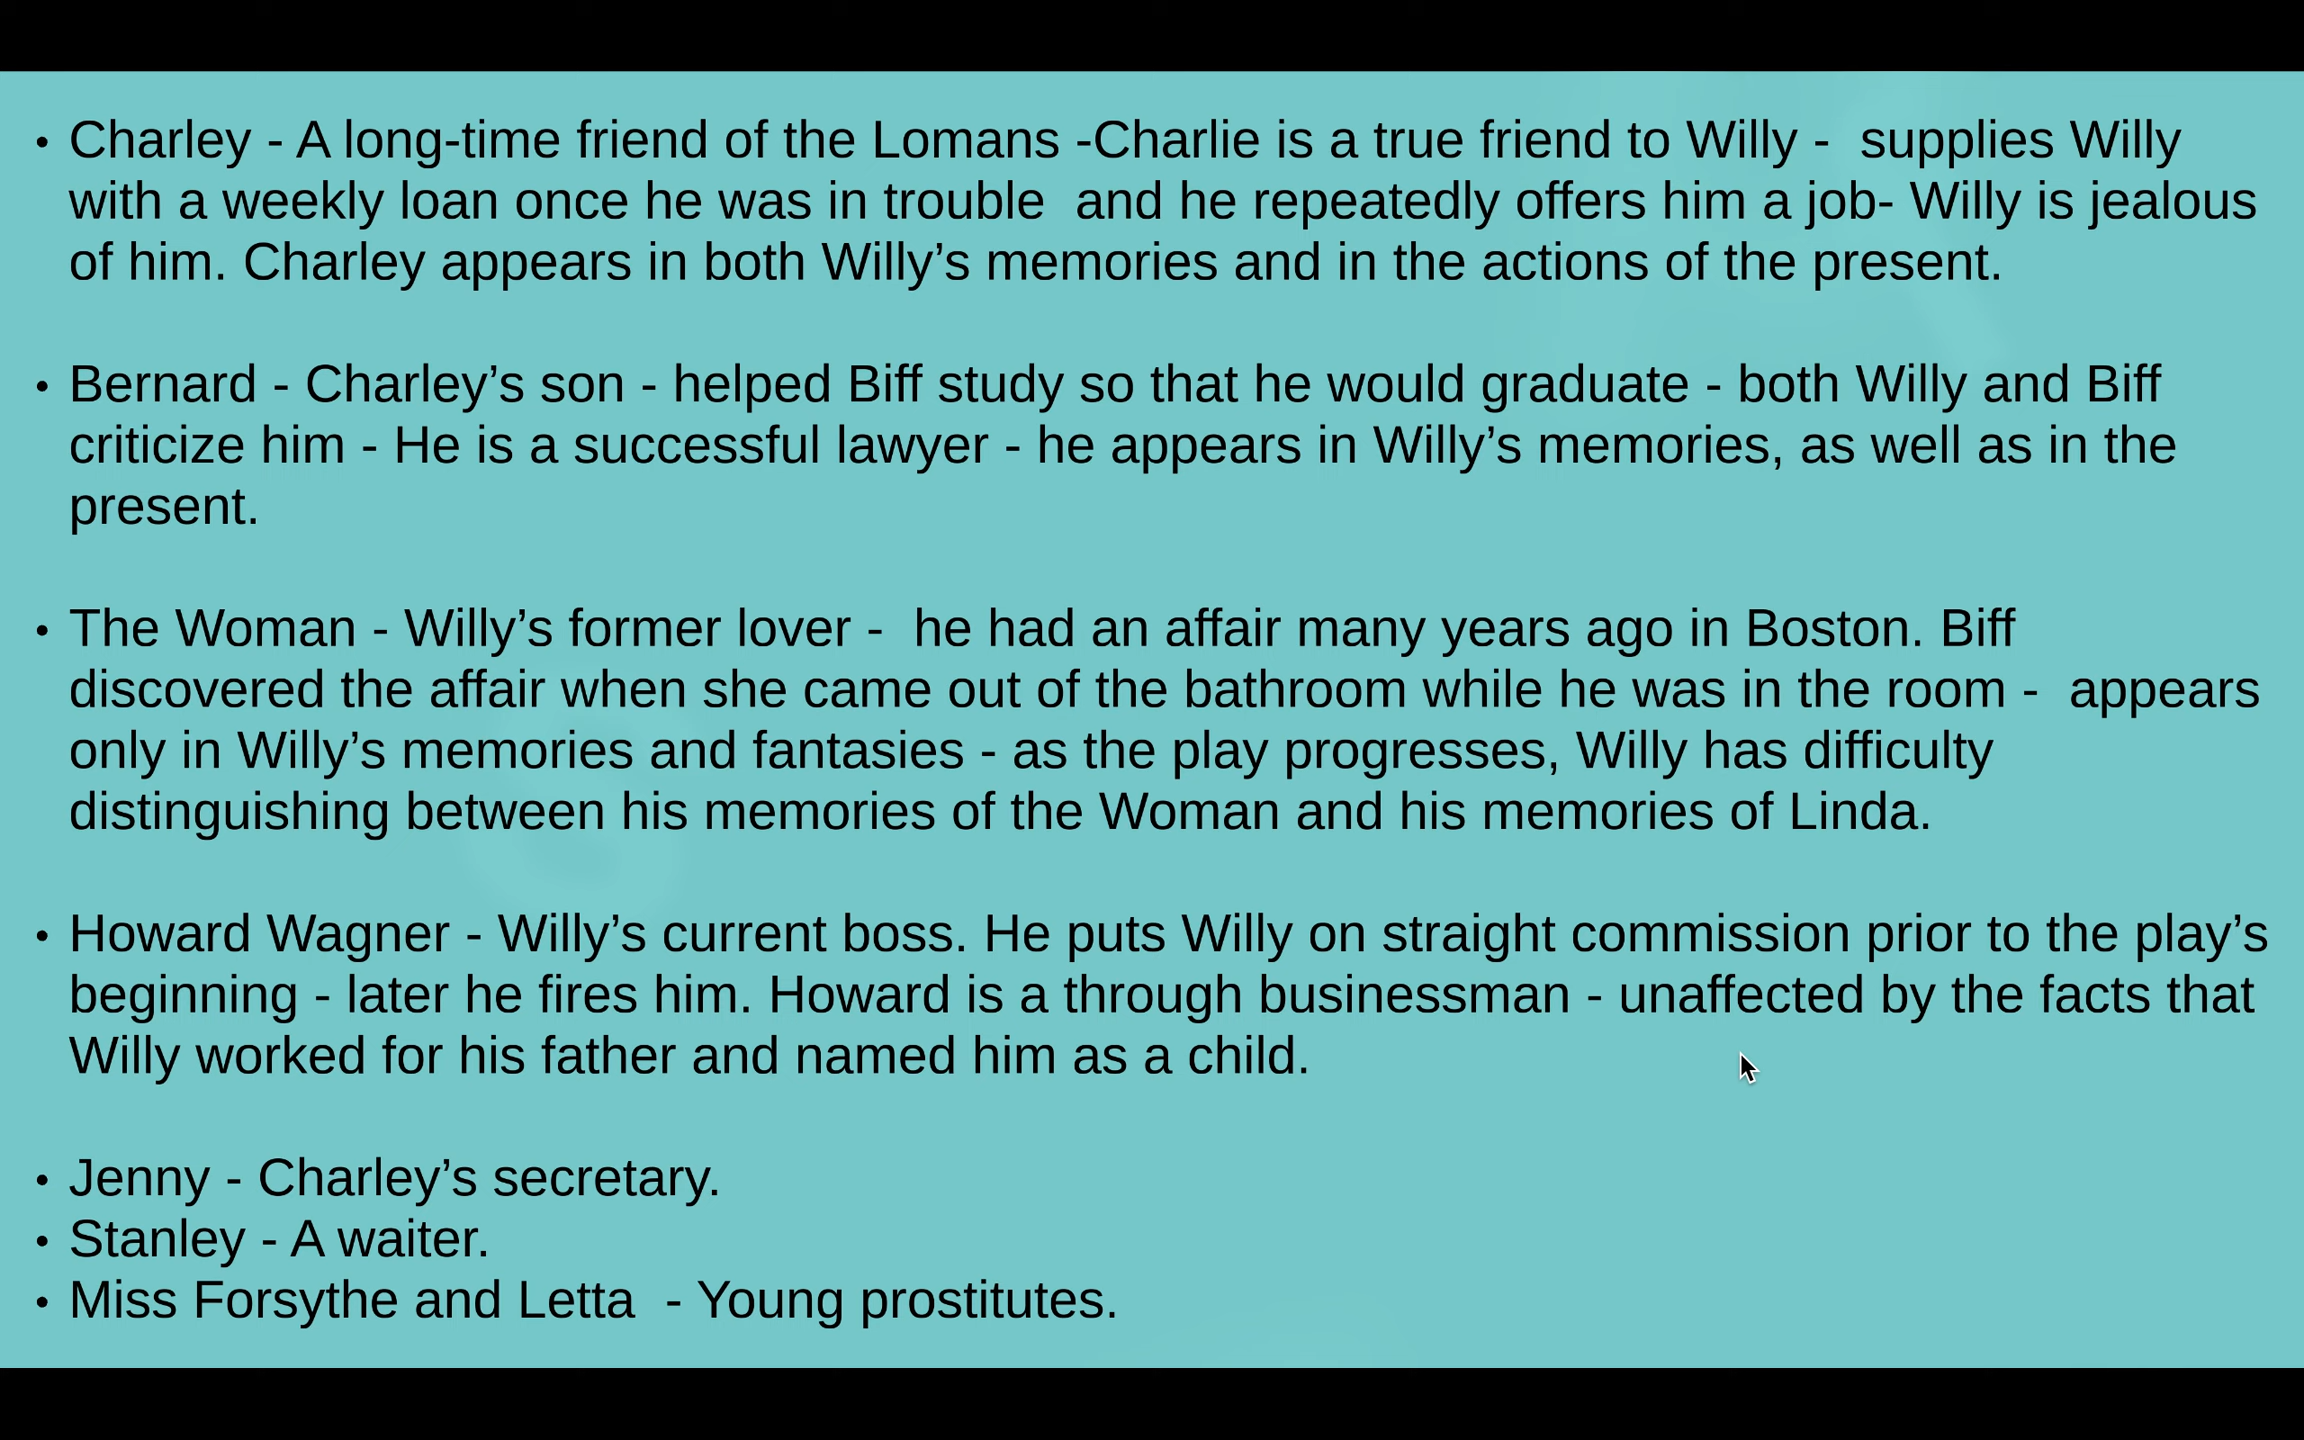 • Charley - A long-time friend of the Lomans -Charlie is a true friend to Willy -  supplies Willy
with a weekly loan once he was in trouble  and he repeatedly offers him a job- Willy is jealous
of him. Charley appears in both Willy’s memories and in the actions of the present.
• Bernard - Charley’s son - helped Biff study so that he would graduate - both Willy and Biff
criticize him - He is a successful lawyer - he appears in Willy’s memories, as well as in the
present.
• The Woman - Willy’s former lover -  he had an affair many years ago in Boston. Biff
discovered the affair when she came out of the bathroom while he was in the room -  appears
only in Willy’s memories and fantasies - as the play progresses, Willy has difficulty
distinguishing between his memories of the Woman and his memories of Linda.
• Howard Wagner - Willy’s current boss. He puts Willy on straight commission prior to the play’s
beginning - later he fires him. Howard is a through businessman - unaffected by the facts that
Willy worked for his father and named him as a child.
• Jenny - Charley’s secretary.
• Stanley - A waiter.
• Miss Forsythe and Letta  - Young prostitutes.